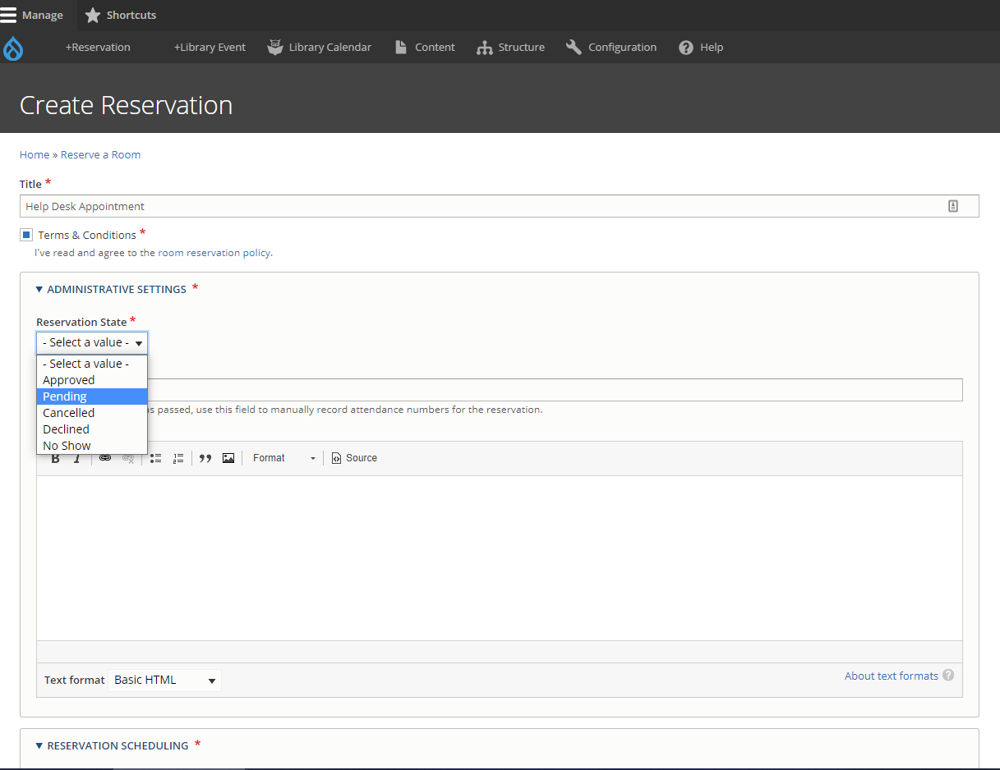 Manage Shortcuts
+Reservation +Library Event Library Calendar Content Structure Configuration Help
Create Reservation
Home » Reserve a Room
Title *
Help Desk Appointment
Terms & Conditions *
I've read and agree to the room reservation policy.
ADMINISTRATIVE SETTINGS *
Reservation State *
- Select a value -
- Select a value -
Approved
Pending
Cancelled
Declined
No Show
passed, use this field to manually record attendance numbers for the reservation.
B I Format Source
Text format Basic HTML About text formats ?
RESERVATION SCHEDULING *